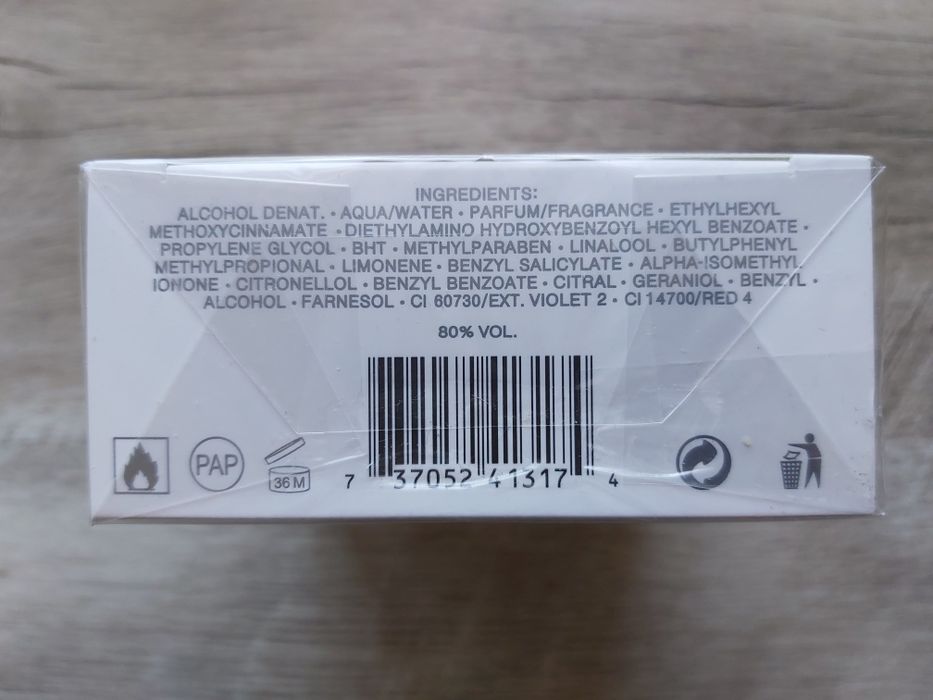 INGREDIENTS:
ALCOHOL DENAT. • AQUA/WATER • PARFUM/FRAGRANCE • ETHYLHEXYL
METHOXYCINNAMATE • DIETHYLAMINO HYDROXYBENZOYL HEXYL BENZOATE •
PROPYLENE GLYCOL • BHT • METHYLPARABEN • LINALOOL • BUTYLPHENYL
METHYLPROPIONAL • LIMONENE • BENZYL SALICYLATE • ALPHA-ISOMETHYL
IONONE • CITRONELLOL • BENZYL BENZOATE • CITRAL • GERANIOL • BENZYL •
ALCOHOL • FARNESOL • CI 60730/EXT. VIOLET 2 • CI 14700/RED 4
80% VOL.
PAP
36 M
7 37052 41317 4